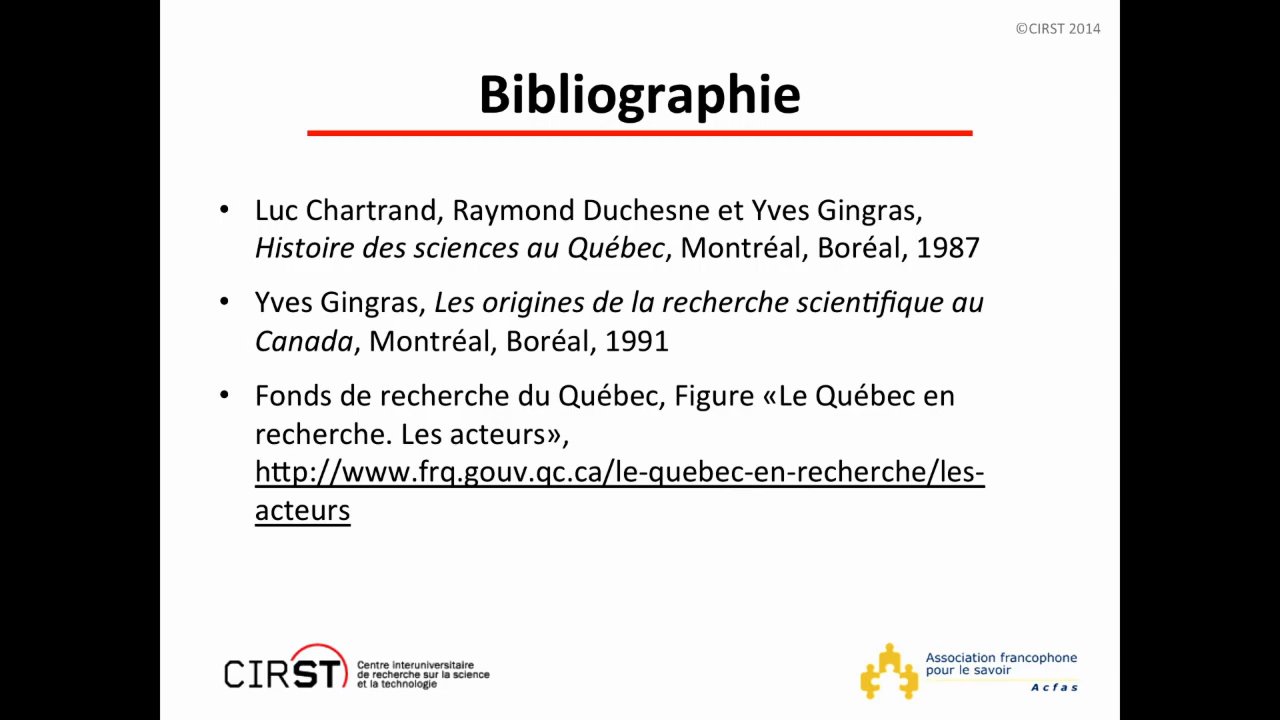 ©CIRST 2014
Bibliographie
• Luc Chartrand, Raymond Duchesne et Yves Gingras,
Histoire des sciences au Québec, Montréal, Boréal, 1987
• Yves Gingras, Les origines de la recherche scientifique au
Canada, Montréal, Boréal, 1991
• Fonds de recherche du Québec, Figure «Le Québec en
recherche. Les acteurs»,
http://www.frq.gouv.qc.ca/le-quebec-en-recherche/les-
acteurs
CIRST
Centre interuniversitaire
de recherche sur la science
et la technologie
Association francophone
pour le savoir
Acfas